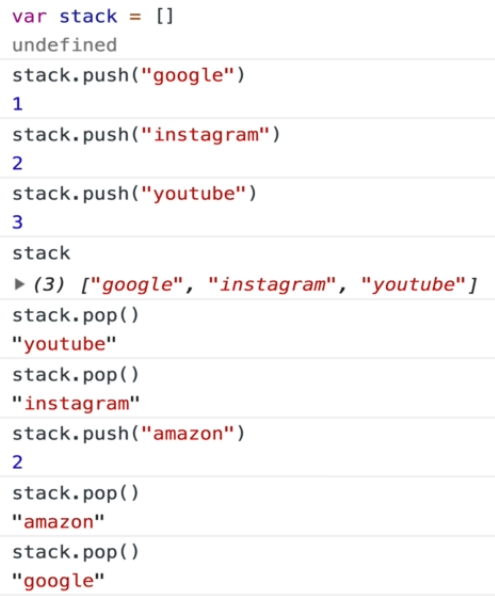 var stack = []
undefined
stack.push("google")
1
stack.push("instagram")
2
stack.push("youtube")
3
stack
▶ (3) ["google", "instagram", "youtube"]
stack.pop()
"youtube"
stack.pop()
"instagram"
stack.push("amazon")
2
stack.pop()
"amazon"
stack.pop()
"google"